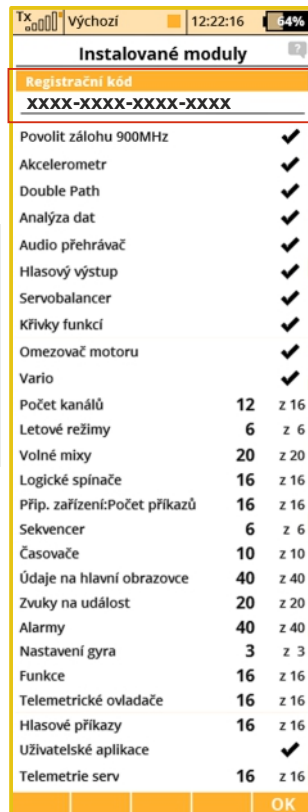 Tx Výchozí 12:22:16 64%
Instalované moduly ?
Registrační kód
xxxx-xxxx-xxxx-xxxx
Povolit zálohu 900MHz ✔
Akcelerometr ✔
Double Path ✔
Analýza dat ✔
Audio přehrávač ✔
Hlasový výstup ✔
Servobalancer ✔
Křivky funkcí ✔
Omezovač motoru ✔
Vario ✔
Počet kanálů 12 z 16
Letové režimy 6 z 6
Volné mixy 20 z 20
Logické spínače 16 z 16
Přip. zařízení:Počet příkazů 16 z 16
Sekvencer 6 z 6
Časovače 10 z 10
Údaje na hlavní obrazovce 40 z 40
Zvuky na událost 20 z 20
Alarmy 40 z 40
Nastavení gyra 3 z 3
Funkce 16 z 16
Telemetrické ovladače 16 z 16
Hlasové příkazy 16 z 16
Uživatelské aplikace ✔
Telemetrie serv 16 z 16
OK